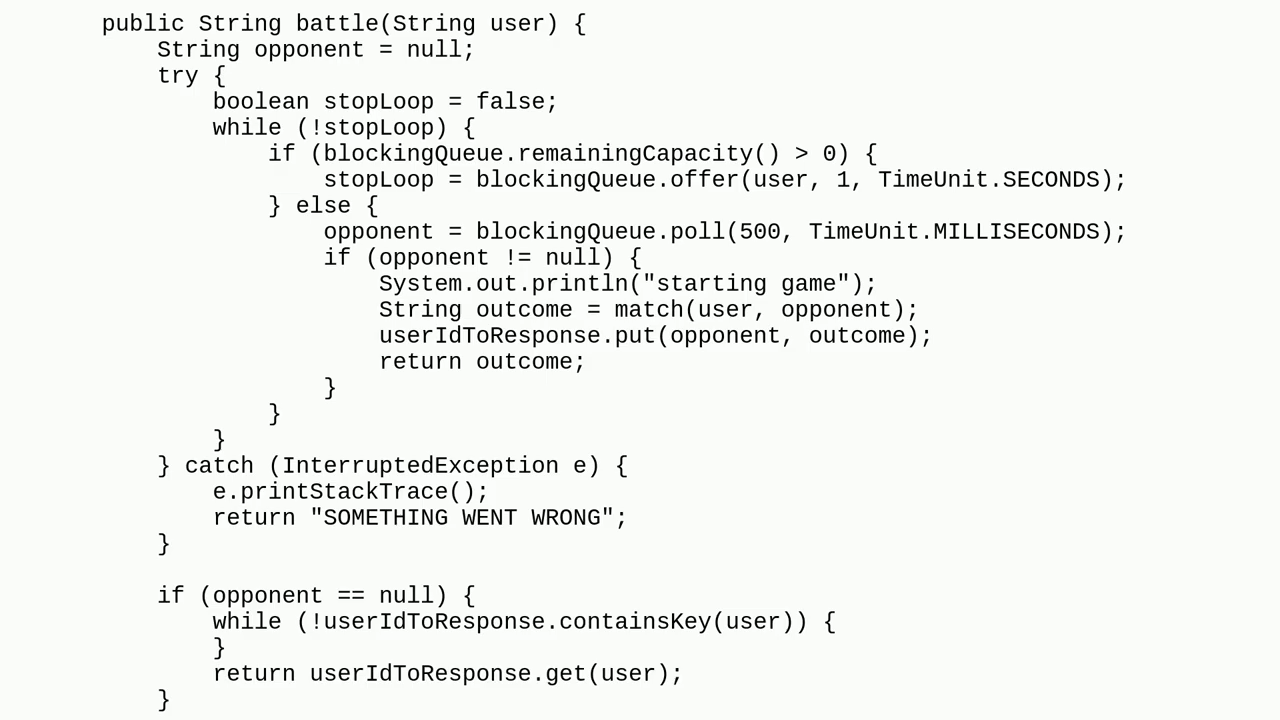 public String battle(String user) {
    String opponent = null;
    try {
        boolean stopLoop = false;
        while (!stopLoop) {
            if (blockingQueue.remainingCapacity() > 0) {
                stopLoop = blockingQueue.offer(user, 1, TimeUnit.SECONDS);
            } else {
                opponent = blockingQueue.poll(500, TimeUnit.MILLISECONDS);
                if (opponent != null) {
                    System.out.println("starting game");
                    String outcome = match(user, opponent);
                    userIdToResponse.put(opponent, outcome);
                    return outcome;
                }
            }
        }
    } catch (InterruptedException e) {
        e.printStackTrace();
        return "SOMETHING WENT WRONG";
    }

    if (opponent == null) {
        while (!userIdToResponse.containsKey(user)) {
        }
        return userIdToResponse.get(user);
    }